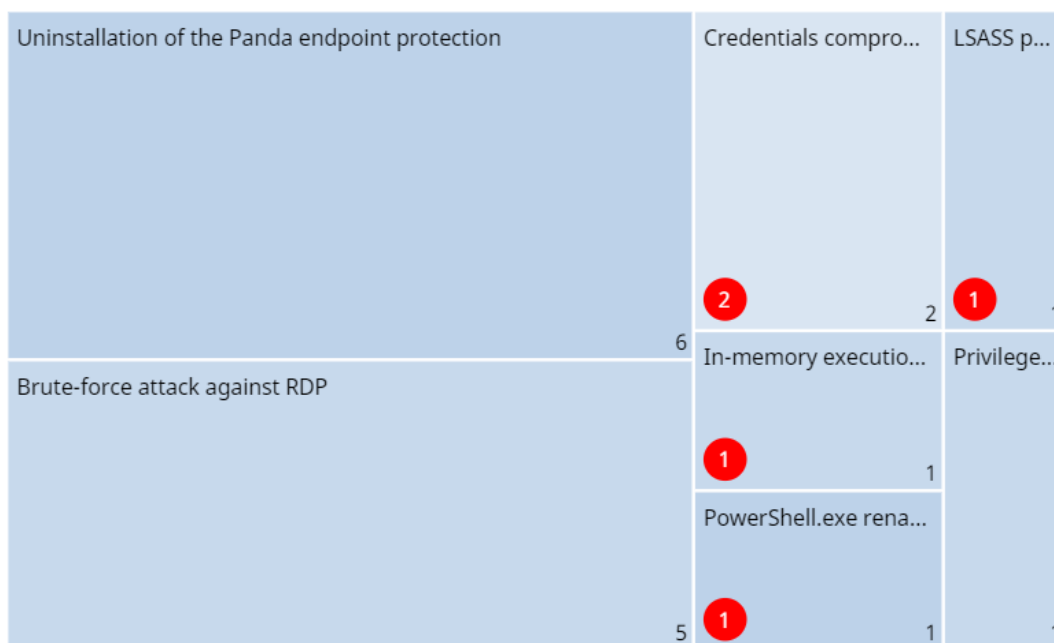 Uninstallation of the Panda endpoint protection
6
Brute-force attack against RDP
5
Credentials compro...
2
2
LSASS p...
1
In-memory executio...
1
1
Privilege...
PowerShell.exe rena...
1
1